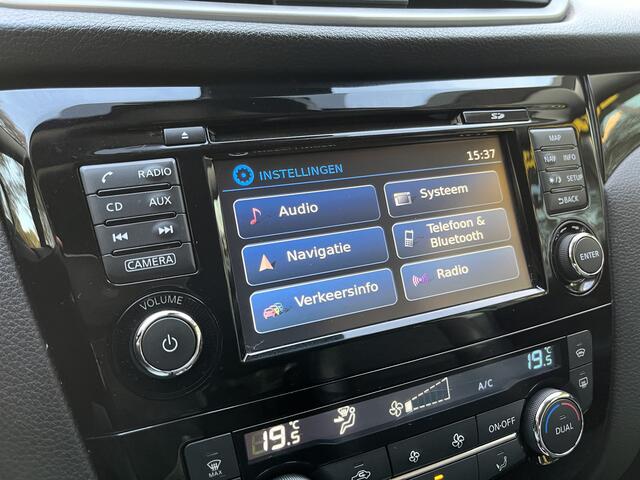 SD
MAP
RADIO
NAV INFO
CD AUX
SETUP
BACK
CAMERA
ENTER
INSTELLINGEN 15:37
Audio Systeem
Navigatie Telefoon &
Bluetooth
Verkeersinfo Radio
VOLUME
19.5 °C A/C 19.5 °C
ON·OFF
DUAL
MAX